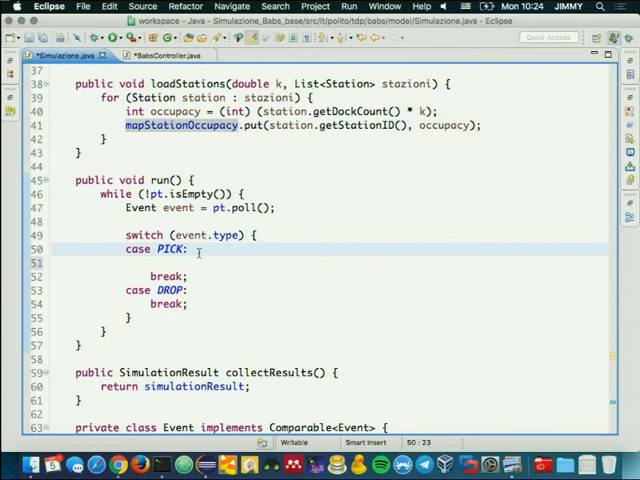 Eclipse File Edit Source Refactor Navigate Search Project Run Window Help Mon 10:24 JIMMY
workspace - Java - Simulazione_Babs_base/src/it/polito/tdp/babs/model/Simulazione.java - Eclipse
Quick Access
*Simulazione.java *BabsController.java
37
38 public void loadStations(double k, List<Station> stazioni) {
39 for (Station station : stazioni) {
40 int occupacy = (int) (station.getDockCount() * k);
41 mapStationOccupacy.put(station.getStationID(), occupacy);
42 }
43 }
44
45 public void run() {
46 while (!pt.isEmpty()) {
47 Event event = pt.poll();
48
49 switch (event.type) {
50 case PICK:
51
52 break;
53 case DROP:
54 break;
55 }
56 }
57 }
58
59 public SimulationResult collectResults() {
60 return simulationResult;
61 }
62
63 private class Event implements Comparable<Event> {
Writable Smart Insert 50 : 23